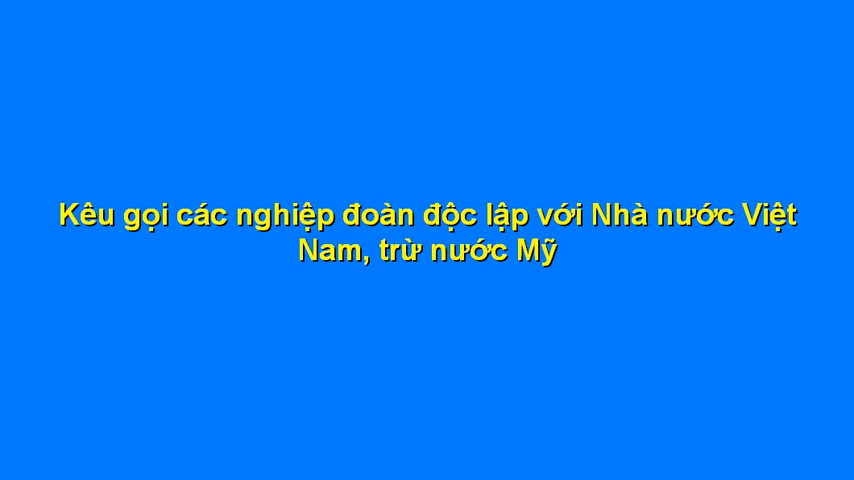 Kêu gọi các nghiệp đoàn độc lập với Nhà nước Việt
Nam, trừ nước Mỹ